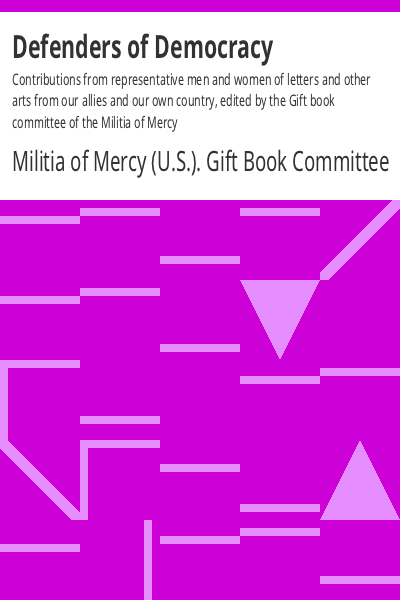 Defenders of Democracy
Contributions from representative men and women of letters and other
arts from our allies and our own country, edited by the Gift book
committee of the Militia of Mercy
Militia of Mercy (U.S.). Gift Book Committee